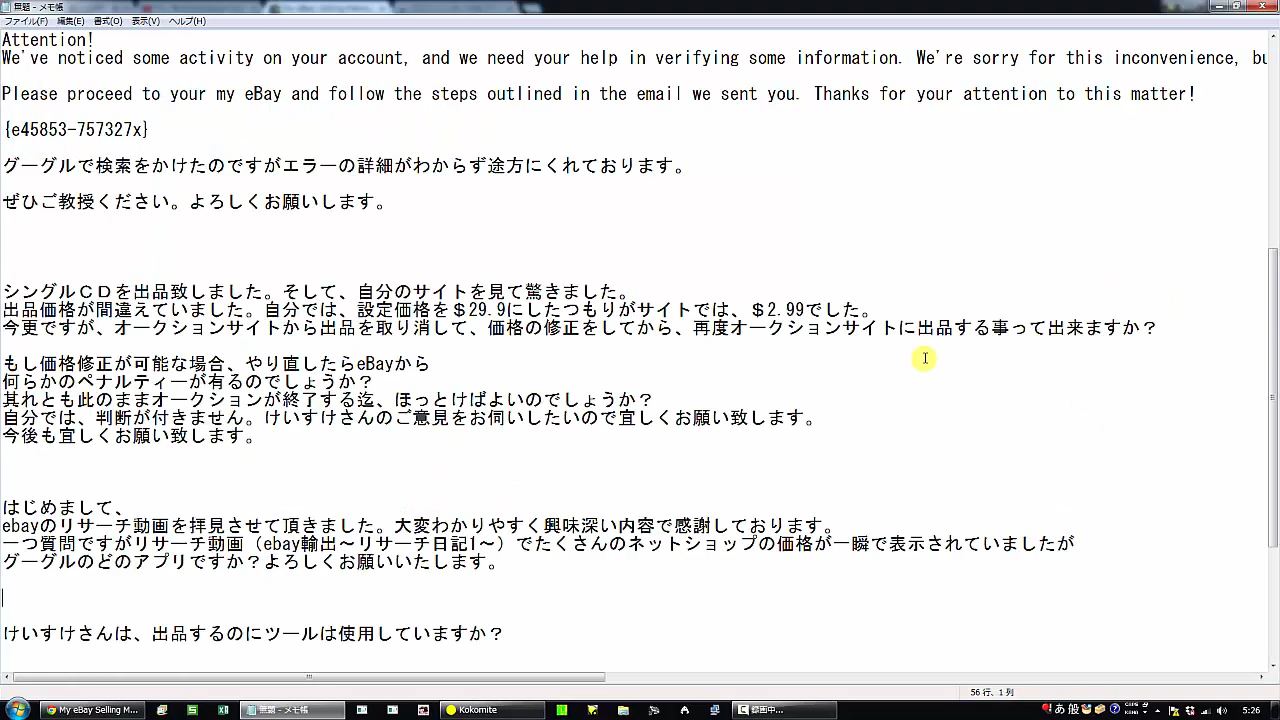 無題 - メモ帳
ファイル(F) 編集(E) 書式(O) 表示(V) ヘルプ(H)
Attention!
We've noticed some activity on your account, and we need your help in verifying some information. We're sorry for this inconvenience, bu
Please proceed to your my eBay and follow the steps outlined in the email we sent you. Thanks for your attention to this matter!
{e45853-757327x}
グーグルで検索をかけたのですがエラーの詳細がわからず途方にくれております。
ぜひご教授ください。よろしくお願いします。
シングルＣＤを出品致しました。そして、自分のサイトを見て驚きました。
出品価格が間違えていました。自分では、設定価格を＄29.9にしたつもりがサイトでは、＄2.99でした。
今更ですが、オークションサイトから出品を取り消して、価格の修正をしてから、再度オークションサイトに出品する事って出来ますか？
もし価格修正が可能な場合、やり直したらeBayから
何らかのペナルティーが有るのでしょうか？
其れとも此のままオークションが終了する迄、ほっとけばよいのでしょうか？
自分では、判断が付きません。けいすけさんのご意見をお伺いしたいので宜しくお願い致します。
今後も宜しくお願い致します。
はじめまして、
ebayのリサーチ動画を拝見させて頂きました。大変わかりやすく興味深い内容で感謝しております。
一つ質問ですがリサーチ動画（ebay輸出～リサーチ日記1～）でたくさんのネットショップの価格が一瞬で表示されていましたが
グーグルのどのアプリですか？よろしくお願いいたします。
けいすけさんは、出品するのにツールは使用していますか？
56 行、1 列
My eBay Selling M... 無題 - メモ帳 Kokomite 録画中... あ 般 5:26